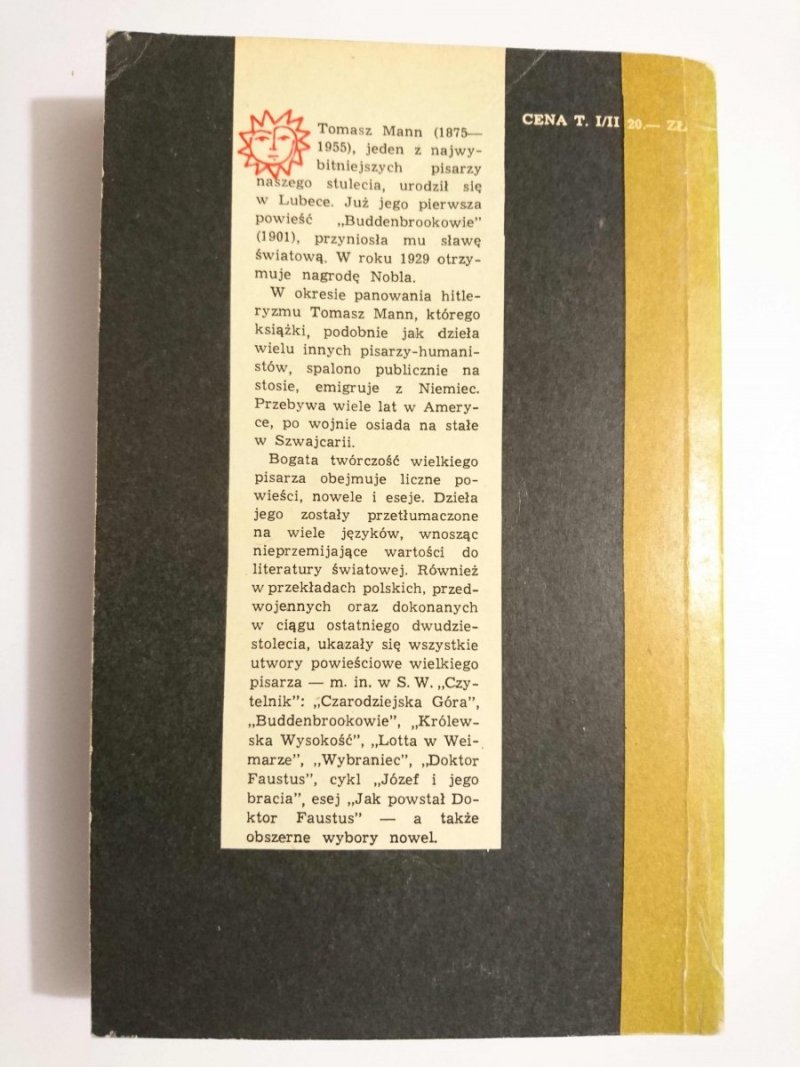 CENA T. I/II 20.— ZŁ
Tomasz Mann (1875—
1955), jeden z najwy-
bitniejszych pisarzy
naszego stulecia, urodził się
w Lubece. Już jego pierwsza
powieść „Buddenbrookowie"
(1901), przyniosła mu sławę
światową. W roku 1929 otrzy-
muje nagrodę Nobla.
W okresie panowania hitle-
ryzmu Tomasz Mann, którego
książki, podobnie jak dzieła
wielu innych pisarzy-humani-
stów, spalono publicznie na
stosie, emigruje z Niemiec.
Przebywa wiele lat w Amery-
ce, po wojnie osiada na stałe
w Szwajcarii.
Bogata twórczość wielkiego
pisarza obejmuje liczne po-
wieści, nowele i eseje. Dzieła
jego zostały przetłumaczone
na wiele języków, wnosząc
nieprzemijające wartości do
literatury światowej. Również
w przekładach polskich, przed-
wojennych oraz dokonanych
w ciągu ostatniego dwudzie-
stolecia, ukazały się wszystkie
utwory powieściowe wielkiego
pisarza — m. in. w S. W. „Czy-
telnik": „Czarodziejska Góra",
„Buddenbrookowie", „Królew-
ska Wysokość", „Lotta w Wei-
marze", „Wybraniec", „Doktor
Faustus", cykl „Józef i jego
bracia", esej „Jak powstał Do-
ktor Faustus" — a także
obszerne wybory nowel.